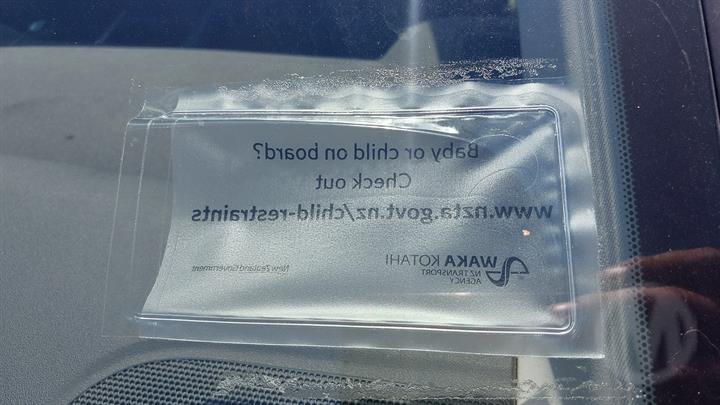 Baby or child on board?
Check out
www.nzta.govt.nz/child-restraints
WAKA KOTAHI
NZ TRANSPORT
AGENCY
New Zealand Government